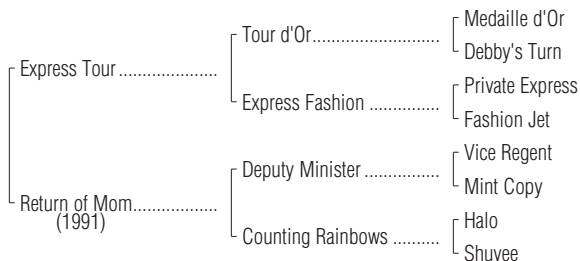 Medaille d'Or
Tour d'Or
Debby's Turn
Express Tour
Private Express
Express Fashion
Fashion Jet
Vice Regent
Deputy Minister
Mint Copy
Return of Mom
(1991)
Halo
Counting Rainbows
Shuvee